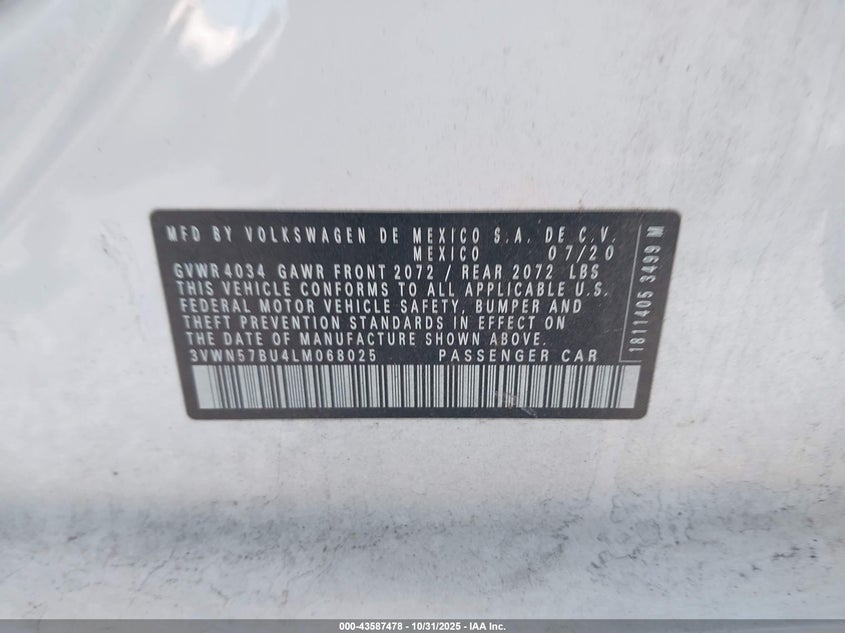 MFD BY VOLKSWAGEN DE MEXICO S.A. DE C.V.
MEXICO 07/20
GVWR 4034 GAWR FRONT 2072 / REAR 2072 LBS
THIS VEHICLE CONFORMS TO ALL APPLICABLE U.S.
FEDERAL MOTOR VEHICLE SAFETY, BUMPER AND
THEFT PREVENTION STANDARDS IN EFFECT ON
THE DATE OF MANUFACTURE SHOWN ABOVE.
3VWN57BU4LM068025 PASSENGER CAR
1811405 3499 M
000-43587478 - 10/31/2025 - IAA Inc.